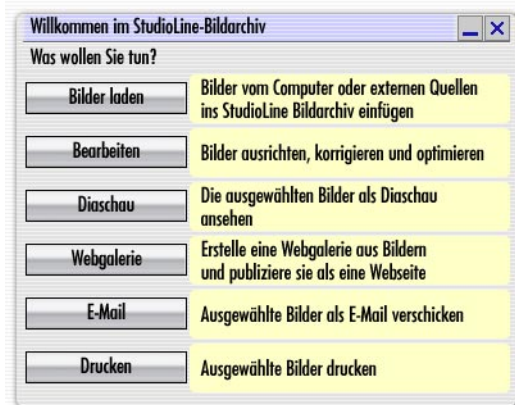 Willkommen im StudioLine-Bildarchiv
Was wollen Sie tun?
Bilder laden
Bilder vom Computer oder externen Quellen
ins StudioLine Bildarchiv einfügen
Bearbeiten
Bilder ausrichten, korrigieren und optimieren
Diaschau
Die ausgewählten Bilder als Diaschau
ansehen
Webgalerie
Erstelle eine Webgalerie aus Bildern
und publiziere sie als eine Webseite
E-Mail
Ausgewählte Bilder als E-Mail verschicken
Drucken
Ausgewählte Bilder drucken